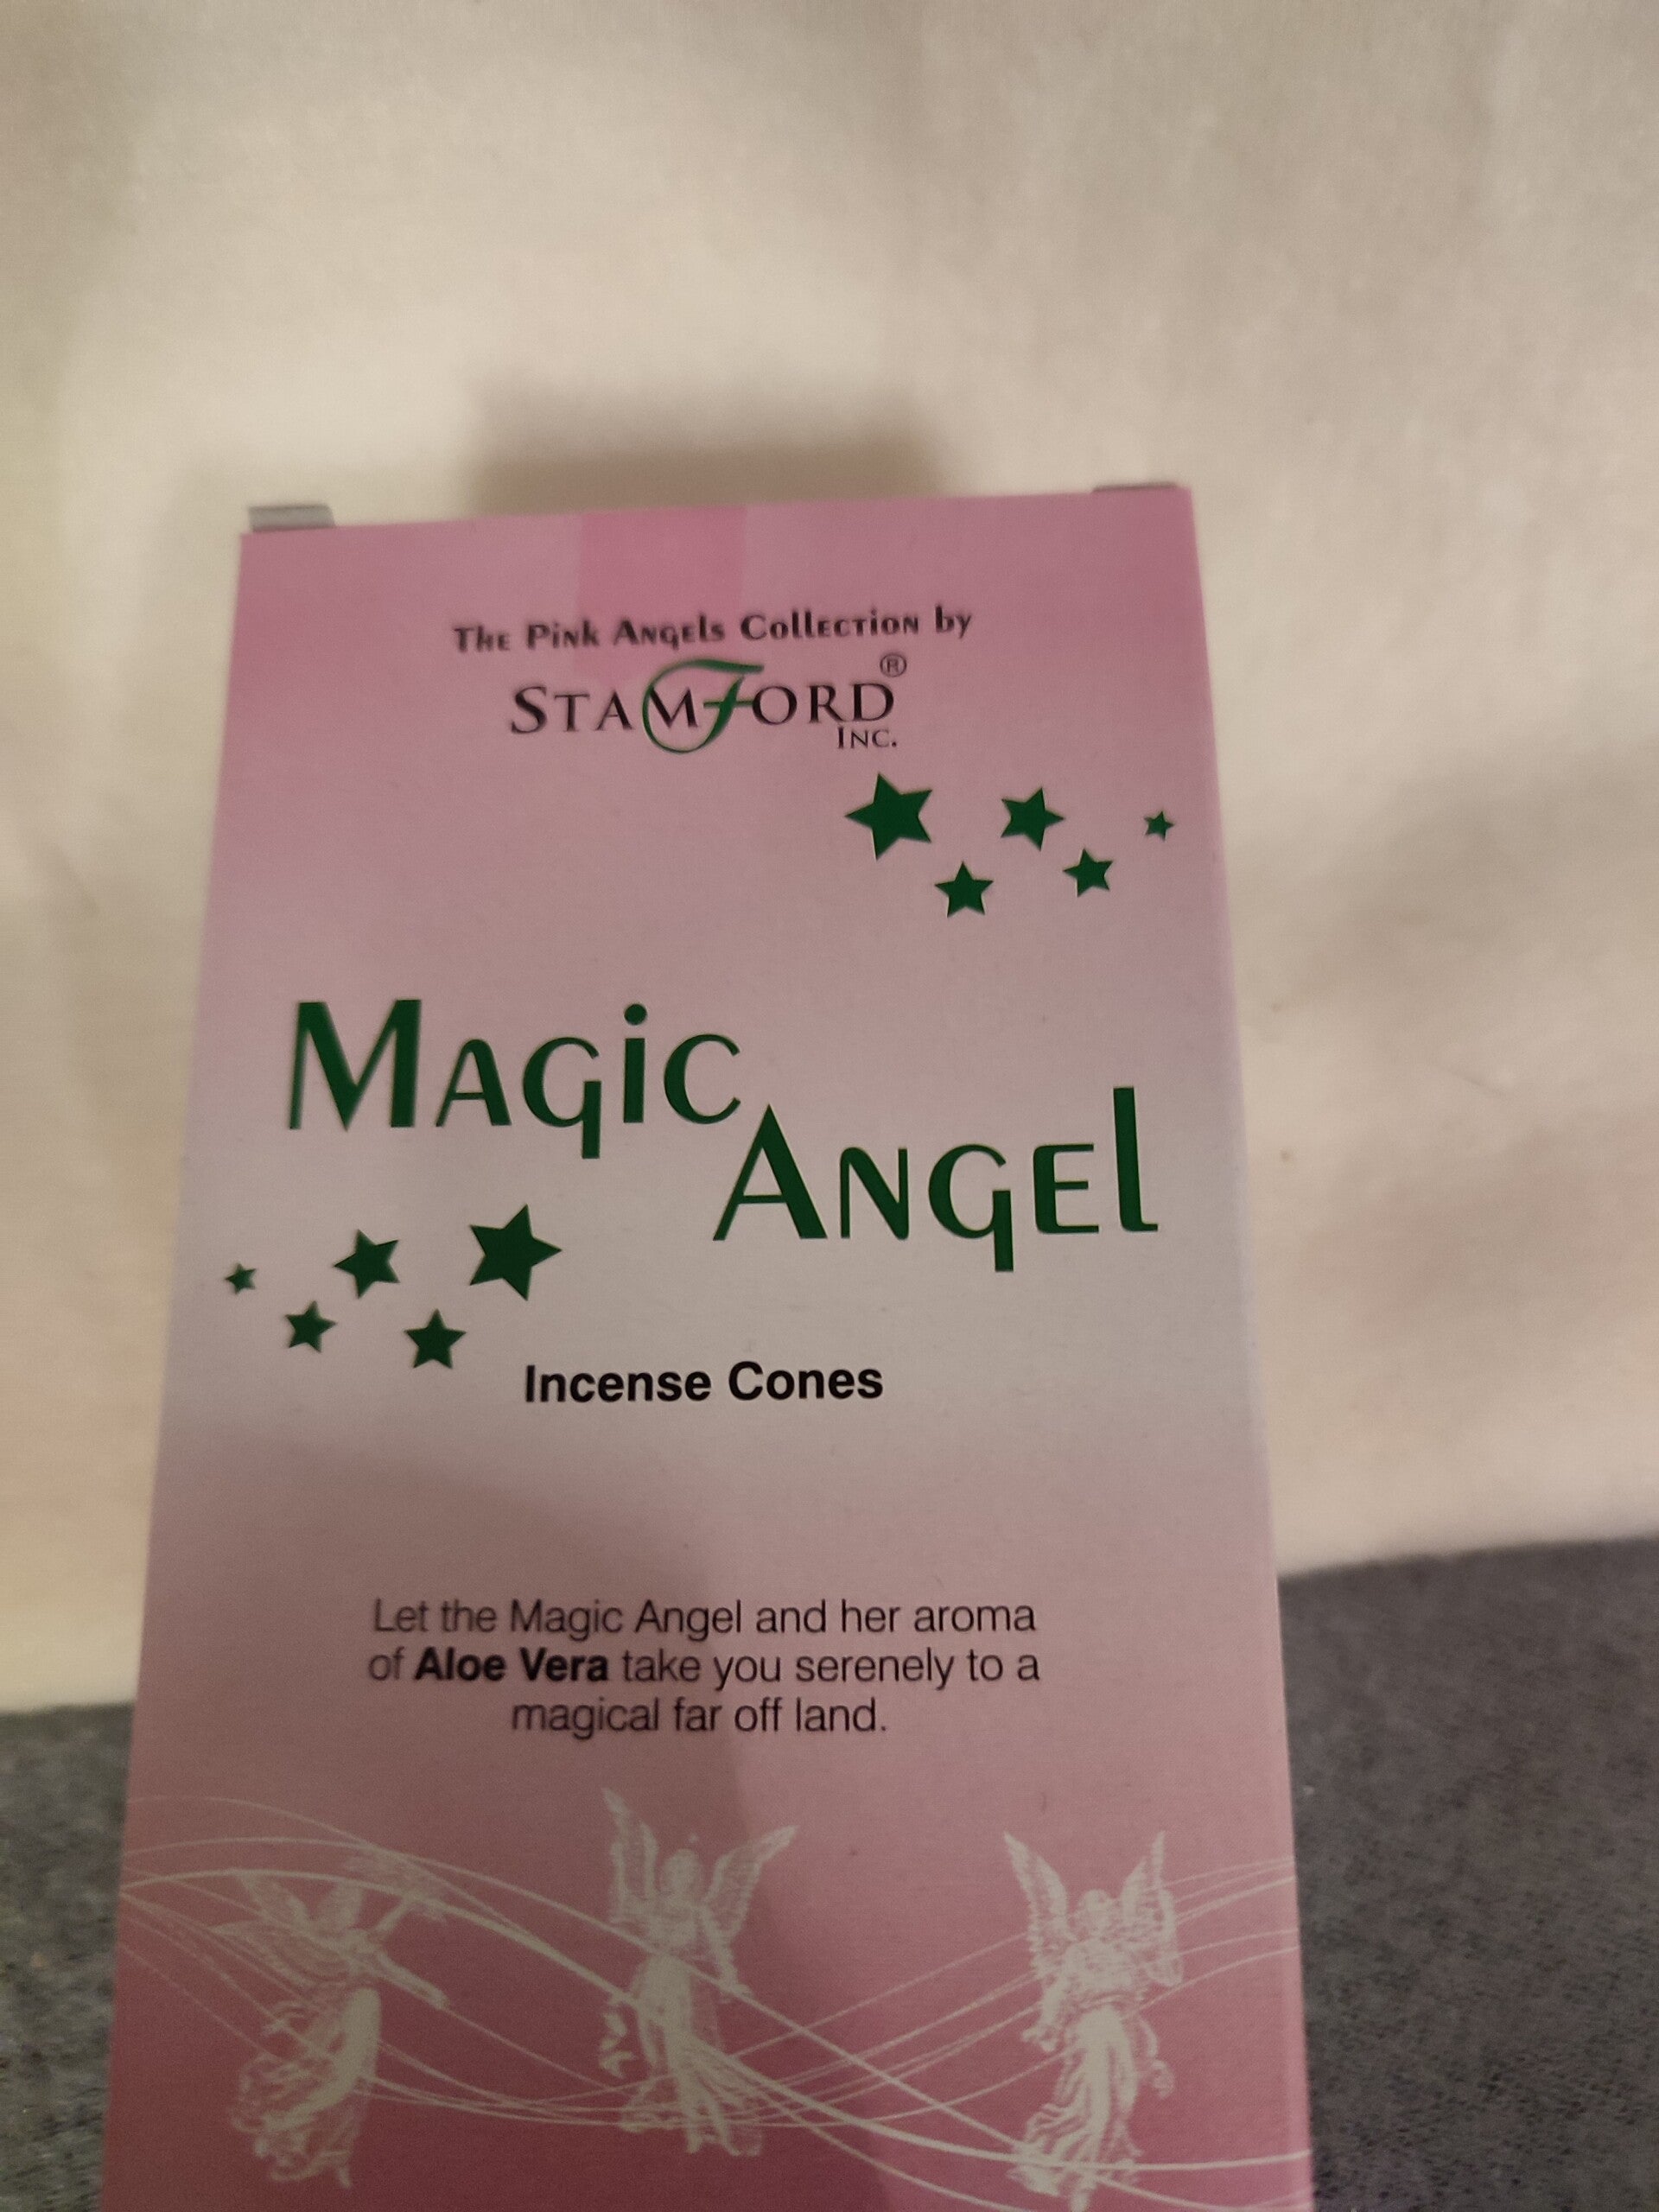 The Pink Angels Collection by
STAMFORD®
INC.
MAGIC
ANGEL
Incense Cones
Let the Magic Angel and her aroma
of Aloe Vera take you serenely to a
magical far off land.